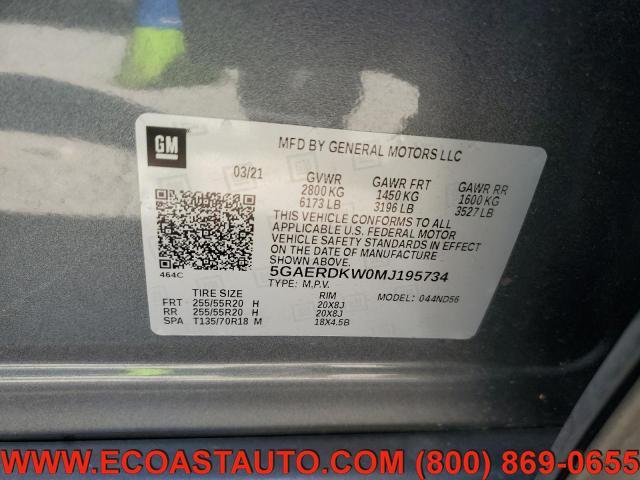 GM
MFD BY GENERAL MOTORS LLC
03/21
GVWR
2800 KG
6173 LB
GAWR FRT
1450 KG
3196 LB
GAWR RR
1600 KG
3527 LB
THIS VEHICLE CONFORMS TO ALL
APPLICABLE U.S. FEDERAL MOTOR
VEHICLE SAFETY STANDARDS IN EFFECT
ON THE DATE OF MANUFACTURE
SHOWN ABOVE.
464C
5GAERDKW0MJ195734
TYPE: M.P.V.
MODEL: 044ND56
TIRE SIZE RIM
FRT 255/55R20 H 20X8J
RR 255/55R20 H 20X8J
SPA T135/70R18 M 18X4.5B
WWW.ECOASTAUTO.COM (800) 869-0655